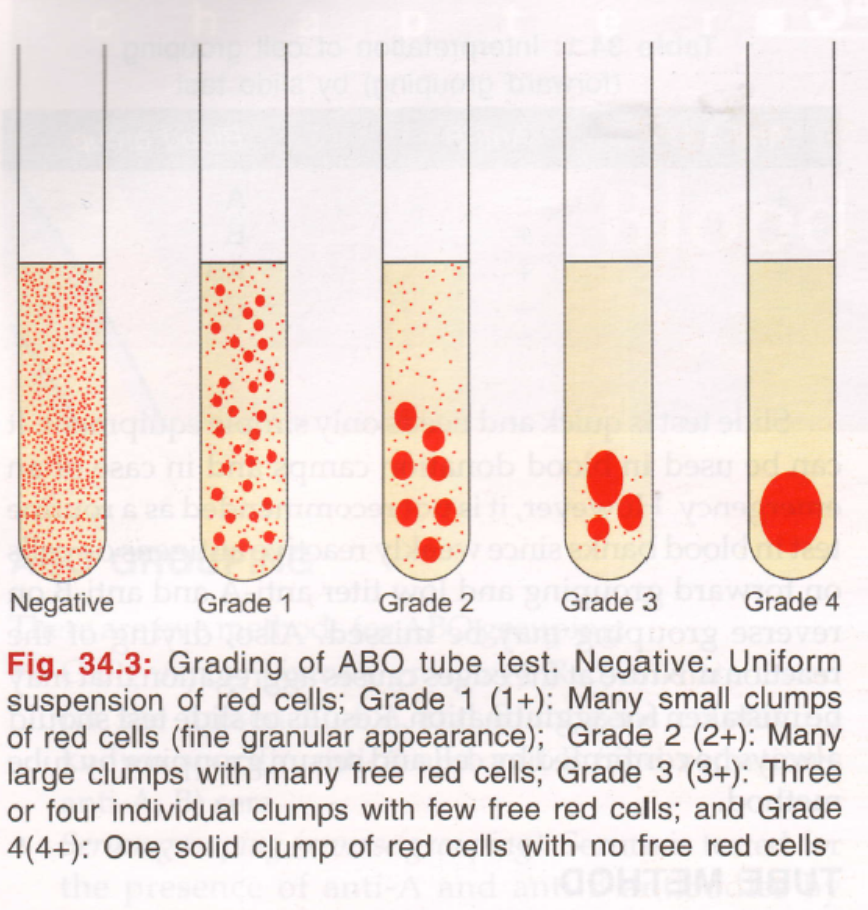 Negative Grade 1 Grade 2 Grade 3 Grade 4
Fig. 34.3: Grading of ABO tube test. Negative: Uniform
suspension of red cells; Grade 1 (1+): Many small clumps
of red cells (fine granular appearance); Grade 2 (2+): Many
large clumps with many free red cells; Grade 3 (3+): Three
or four individual clumps with few free red cells; and Grade
4(4+): One solid clump of red cells with no free red cells